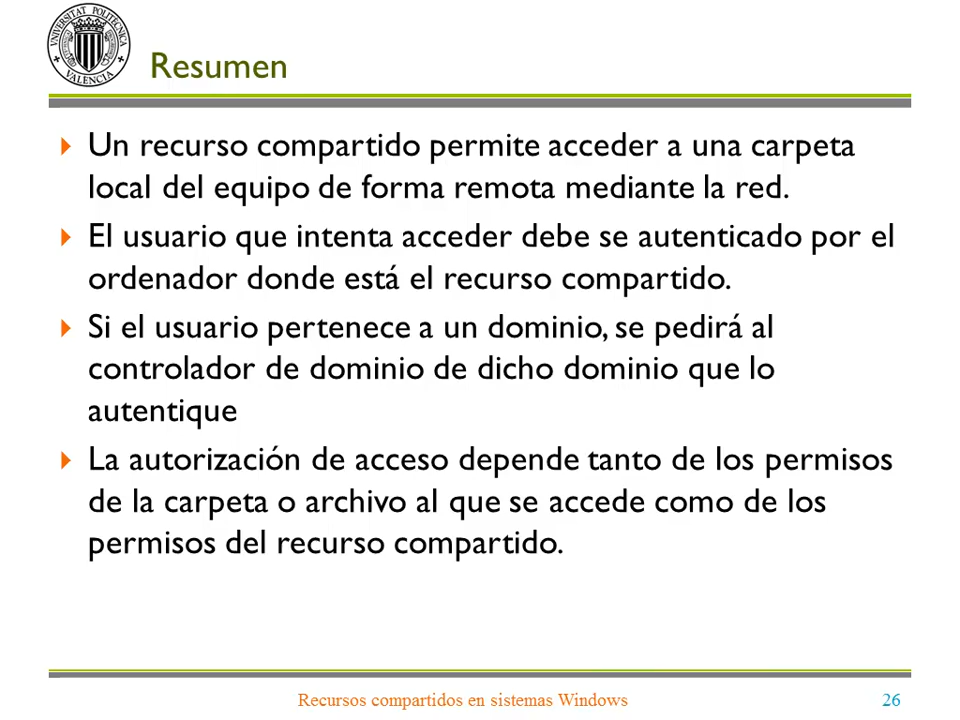 UNIVERSITAT POLITECNICA
VALENCIA
Resumen
Un recurso compartido permite acceder a una carpeta
local del equipo de forma remota mediante la red.
El usuario que intenta acceder debe se autenticado por el
ordenador donde está el recurso compartido.
Si el usuario pertenece a un dominio, se pedirá al
controlador de dominio de dicho dominio que lo
autentique
La autorización de acceso depende tanto de los permisos
de la carpeta o archivo al que se accede como de los
permisos del recurso compartido.
Recursos compartidos en sistemas Windows
26